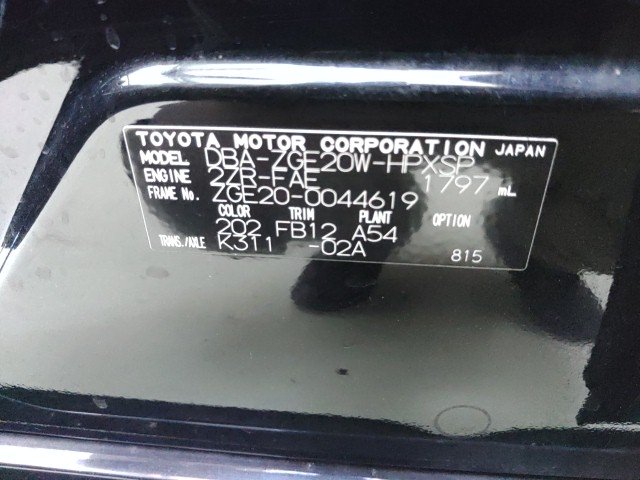 TOYOTA MOTOR CORPORATION JAPAN
MODEL DBA-ZGE20W-HPXSP
ENGINE 2ZR-FAE 1797 mL
FRAME No. ZGE20-0044619
COLOR TRIM PLANT OPTION
202 FB12 A54
TRANS./AXLE K311 -02A 815